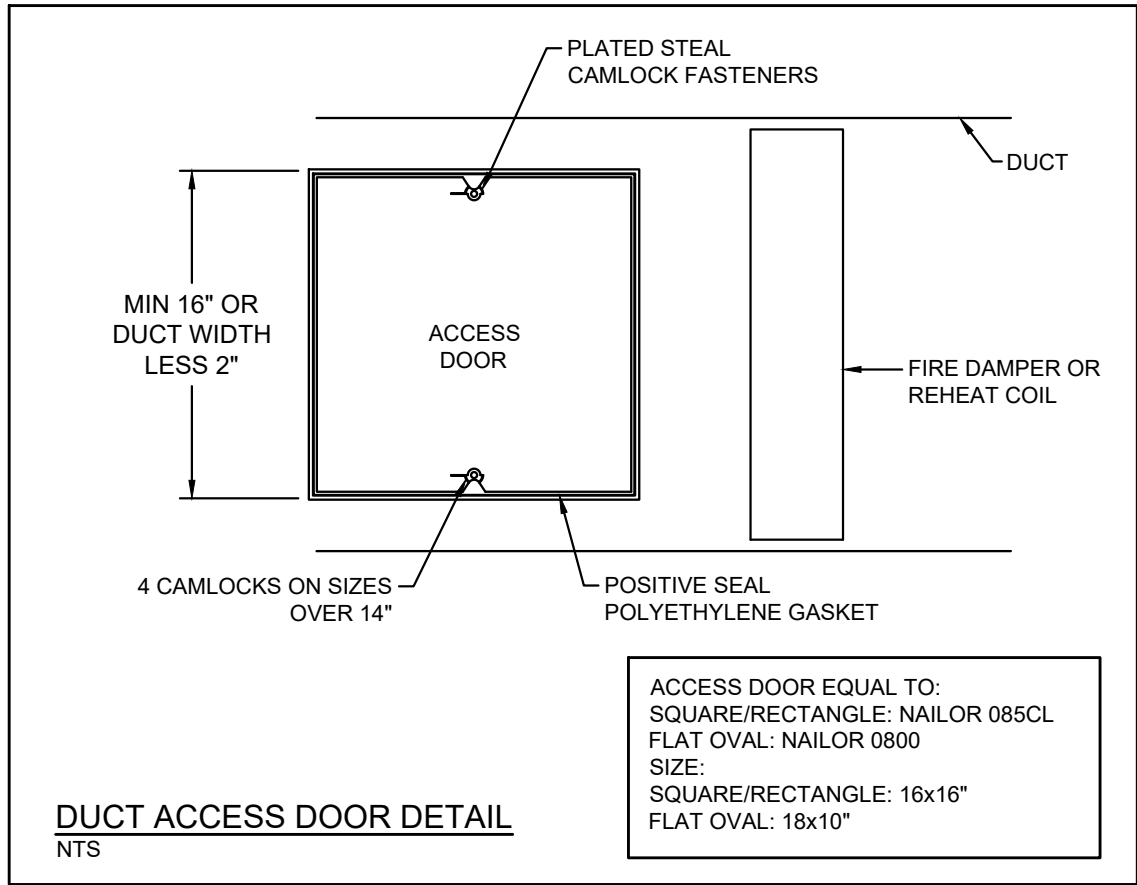 PLATED STEAL
CAMLOCK FASTENERS
DUCT
MIN 16" OR
DUCT WIDTH
LESS 2"
ACCESS
DOOR
FIRE DAMPER OR
REHEAT COIL
4 CAMLOCKS ON SIZES
OVER 14"
POSITIVE SEAL
POLYETHYLENE GASKET
ACCESS DOOR EQUAL TO:
SQUARE/RECTANGLE: NAILOR 085CL
FLAT OVAL: NAILOR 0800
SIZE:
SQUARE/RECTANGLE: 16x16"
FLAT OVAL: 18x10"
DUCT ACCESS DOOR DETAIL
NTS